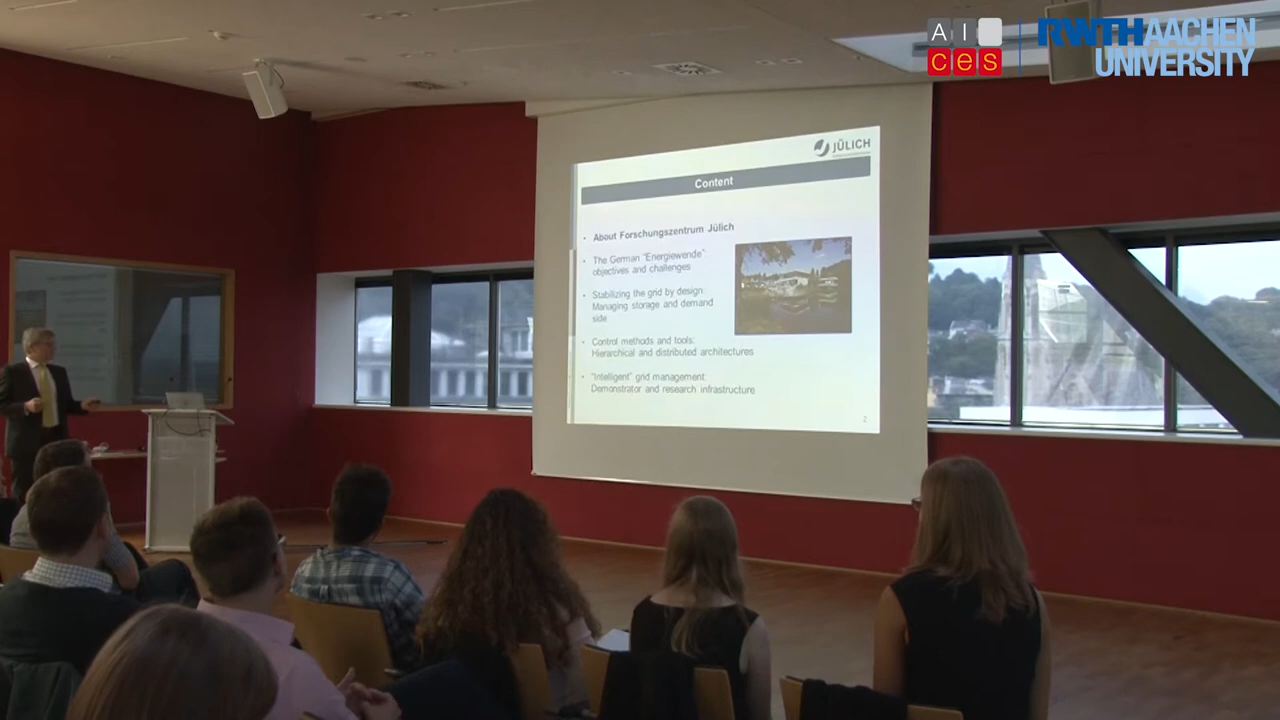 AI
ces
RWTH AACHEN
UNIVERSITY
JÜLICH
Content
• About Forschungszentrum Jülich
• The German "Energiewende":
objectives and challenges
• Stabilizing the grid by design:
Managing storage and demand
side
• Control methods and tools:
Hierarchical and distributed architectures
• "Intelligent" grid management:
Demonstrator and research infrastructure
2